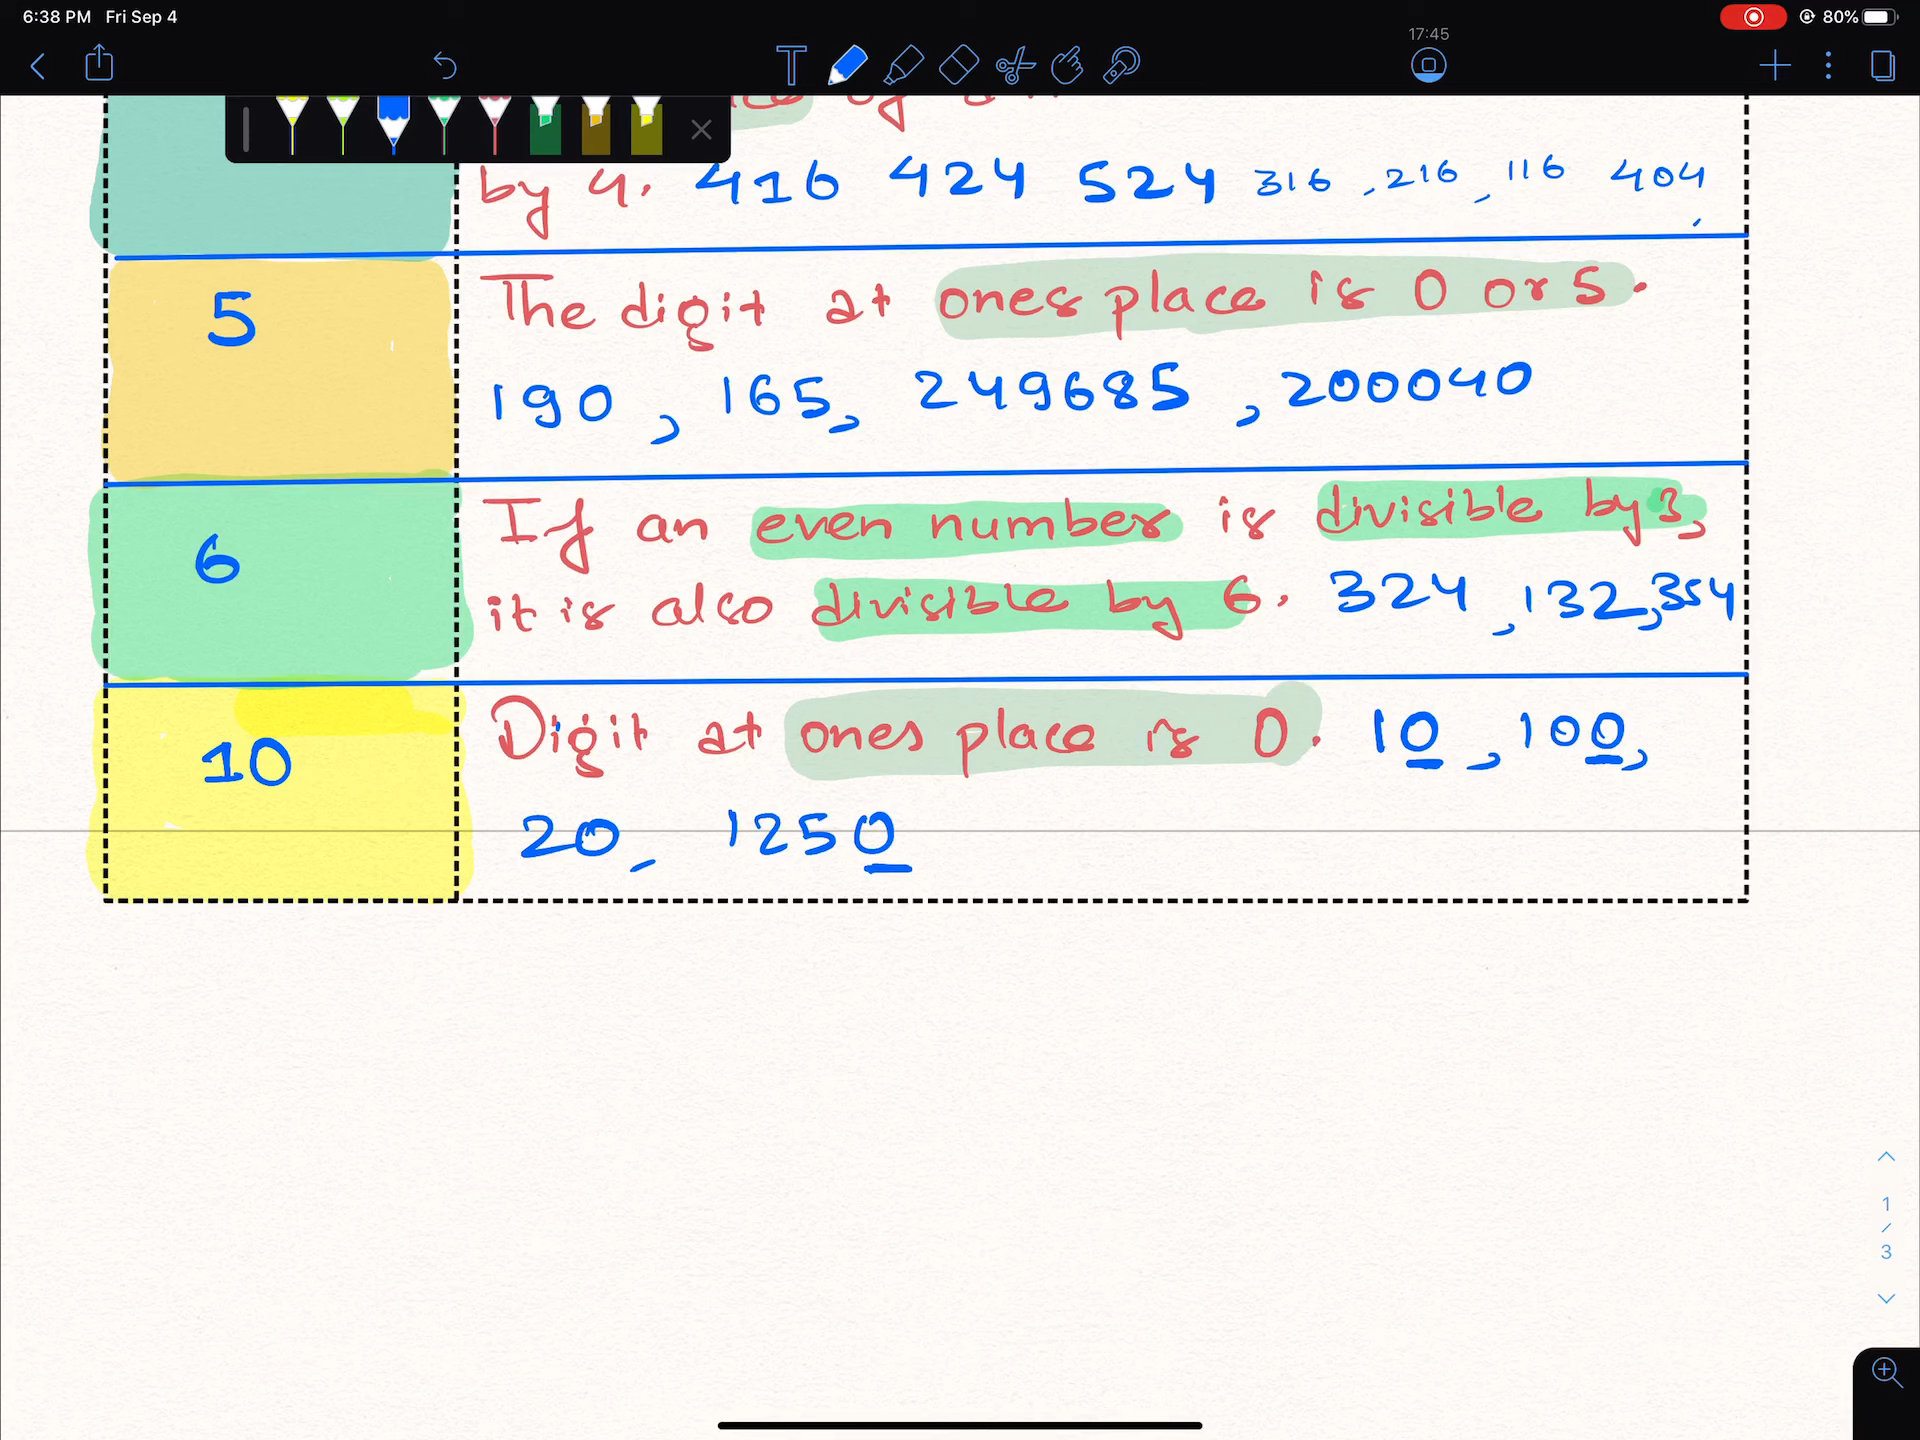 6:38 PM Fri Sep 4
80%
17:45
by 4. 416 424 524 316, 216, 116 404,
5
The digit at ones place is 0 or 5.
190, 165, 249685, 200040
6
If an even number is divisible by 3,
it is also divisible by 6. 324, 132, 354
10
Digit at ones place is 0. 10, 100,
20, 1250
1
/
3